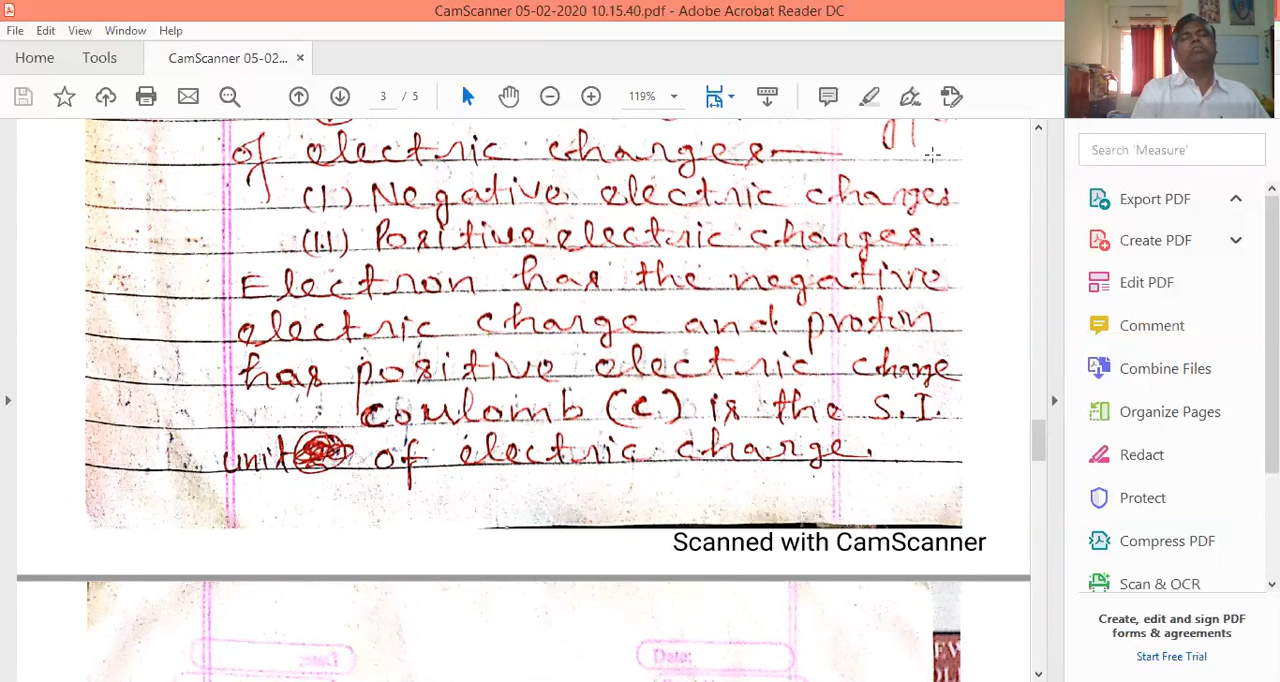 CamScanner 05-02-2020 10.15.40.pdf - Adobe Acrobat Reader DC
File Edit View Window Help
Home Tools CamScanner 05-02... ×
3 / 5 119%
of electric charges—
(I.) Negative electric charges
(I.I) Positive electric charges.
Electron has the negative
electric charge and proton
has positive electric charge
coulomb (C.) is the S.I.
unit of electric charge.
Scanned with CamScanner
Date:
Search 'Measure'
Export PDF
Create PDF
Edit PDF
Comment
Combine Files
Organize Pages
Redact
Protect
Compress PDF
Scan & OCR
Create, edit and sign PDF
forms & agreements
Start Free Trial